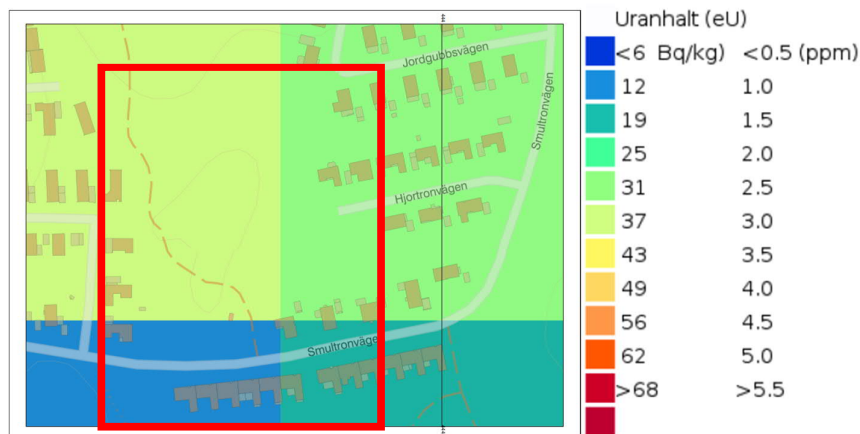 Jordgubbsvägen
Smultronvägen
Hjortronvägen
Smultronvägen
Uranhalt (eU)
<6 Bq/kg) <0.5 (ppm)
12 1.0
19 1.5
25 2.0
31 2.5
37 3.0
43 3.5
49 4.0
56 4.5
62 5.0
>68 >5.5